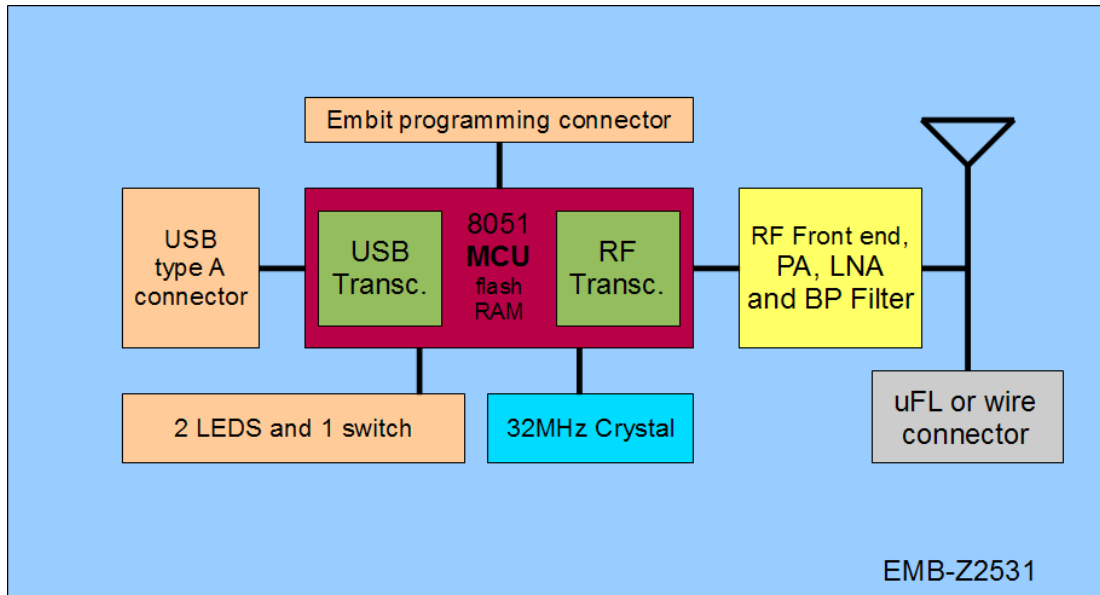 Embit programming connector
USB
type A
connector
USB
Transc.
8051
MCU
flash
RAM
RF
Transc.
RF Front end,
PA, LNA
and BP Filter
2 LEDS and 1 switch
32MHz Crystal
uFL or wire
connector
EMB-Z2531